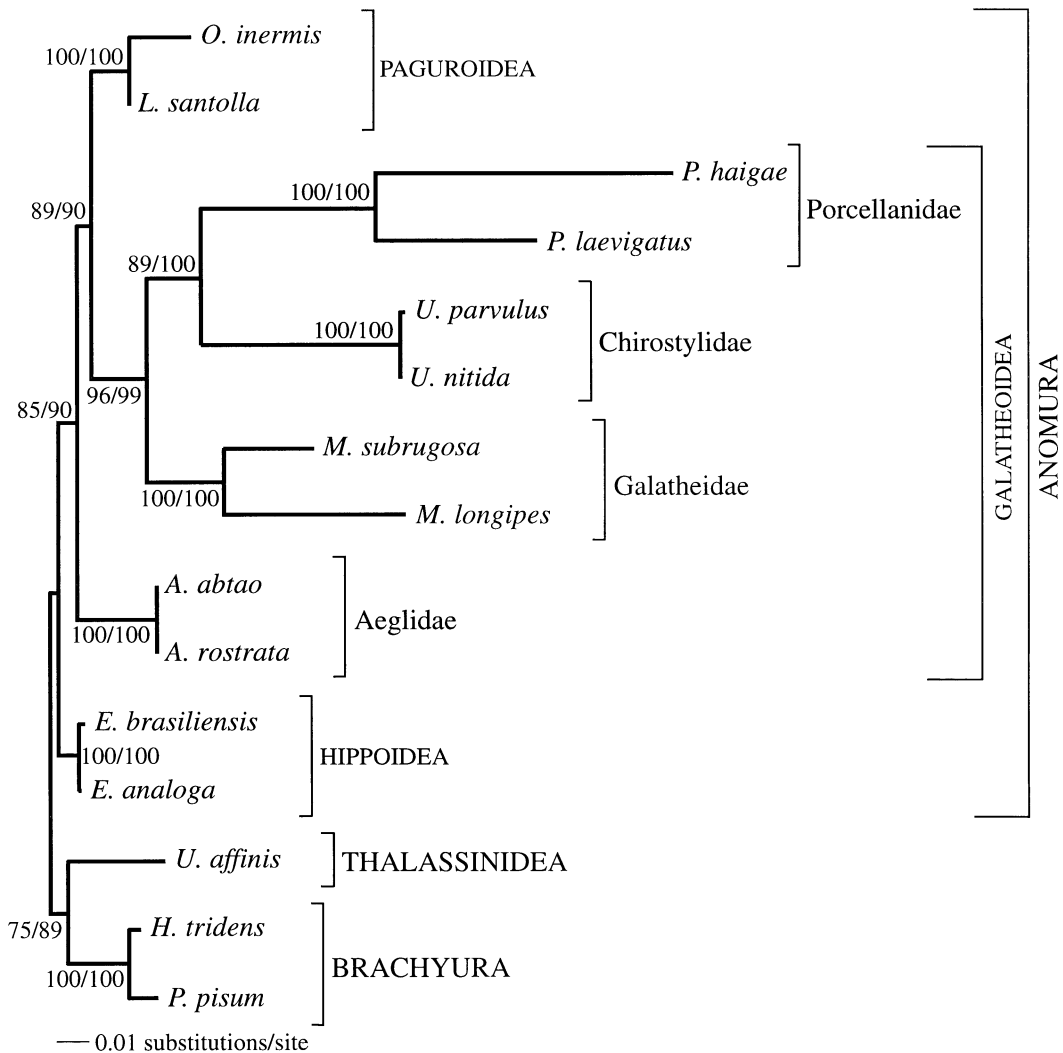 O. inermis
100/100
PAGUROIDEA
L. santolla
P. haigae
100/100
Porcellanidae
89/90
P. laevigatus
89/100
U. parvulus
100/100
Chirostylidae
U. nitida
96/99
GALATHEOIDEA
ANOMURA
85/90
M. subrugosa
Galatheidae
100/100
M. longipes
A. abtao
Aeglidae
100/100
A. rostrata
E. brasiliensis
100/100
HIPPOIDEA
E. analoga
U. affinis
THALASSINIDEA
75/89
H. tridens
BRACHYURA
100/100
P. pisum
0.01 substitutions/site